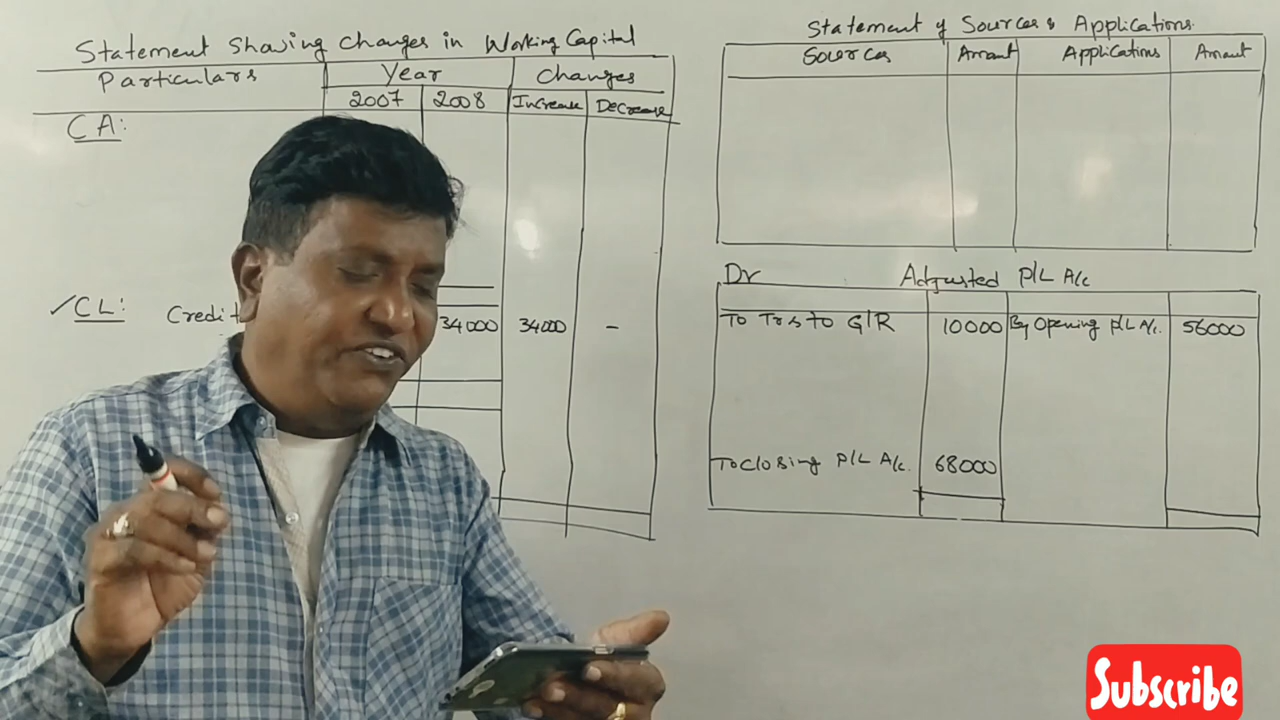 Statement Showing Changes in Working Capital
Particulars Year Changes
2007 2008 Increase Decrease
CA:
✓CL: Credit 34000 34000 -
Statement of Sources & Applications
Sources Amount Applications Amount
Dr Adjusted P/L A/c
To Trs to G/R 10000 By Opening P/L A/c. 56000
To closing P/L A/c. 68000
Subscribe